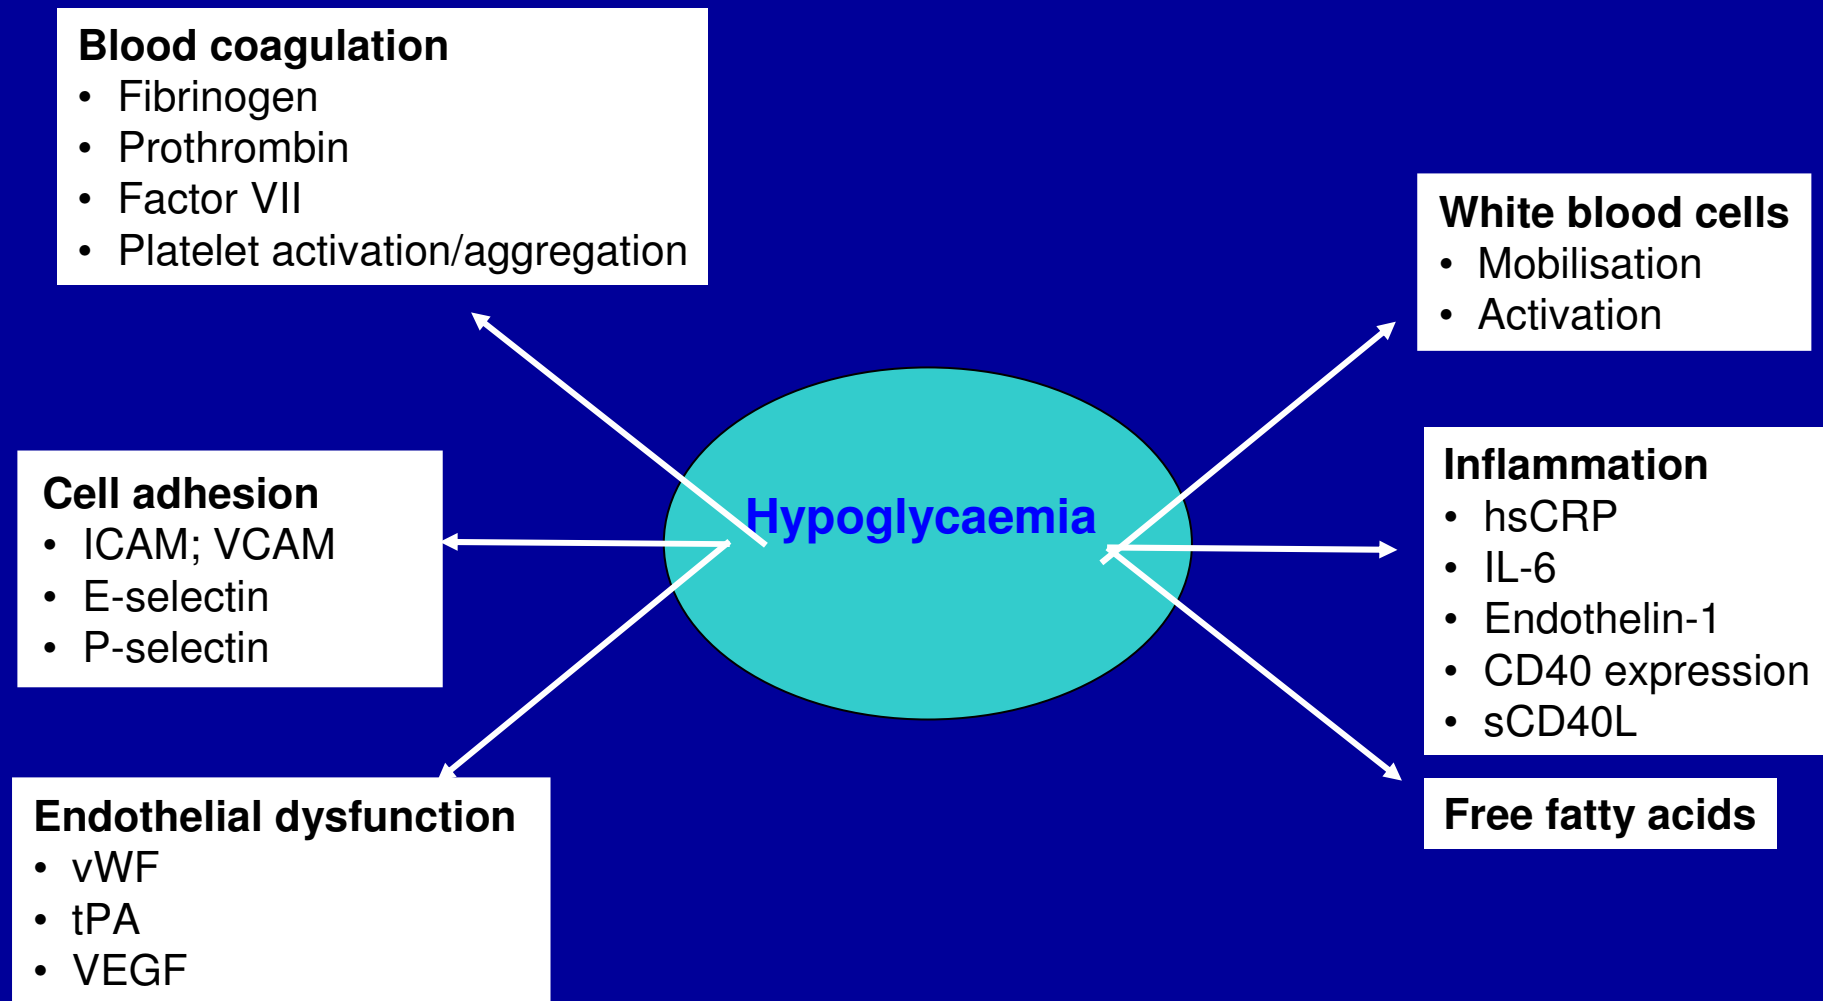 Blood coagulation
• Fibrinogen
• Prothrombin
• Factor VII
• Platelet activation/aggregation
White blood cells
• Mobilisation
• Activation
Hypoglycaemia
Cell adhesion
• ICAM; VCAM
• E-selectin
• P-selectin
Inflammation
• hsCRP
• IL-6
• Endothelin-1
• CD40 expression
• sCD40L
Endothelial dysfunction
• vWF
• tPA
• VEGF
Free fatty acids